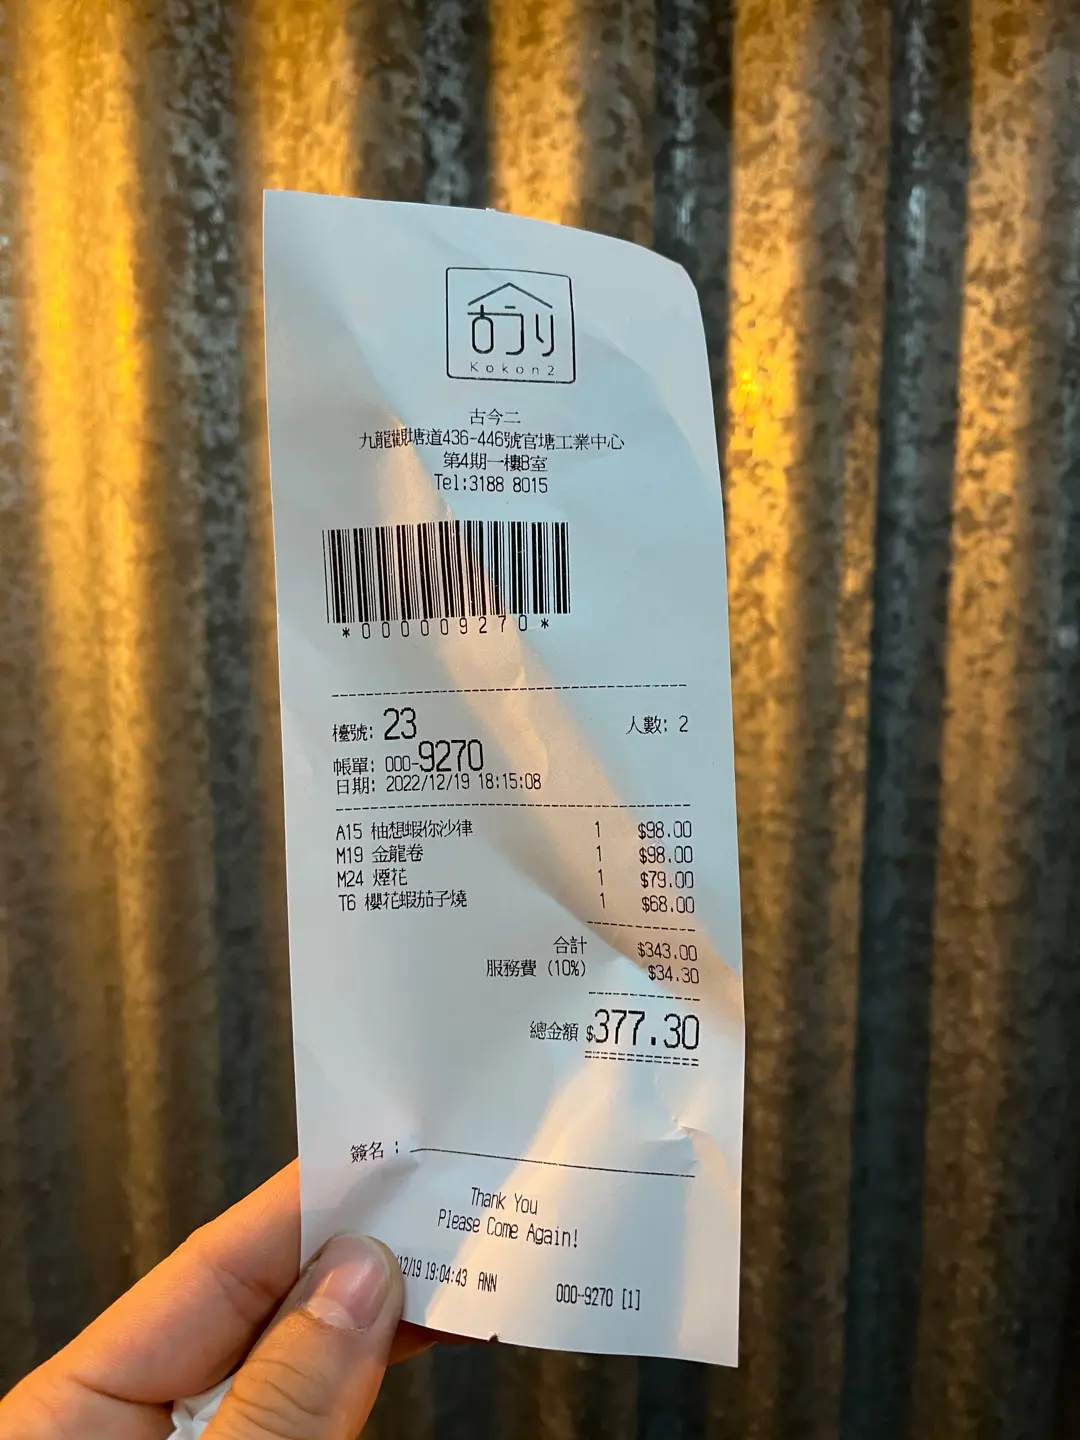 古今二
Kokon2
古今二
九龍觀塘道436-446號官塘工業中心
第4期一樓B室
Tel:3188 8015
*000009270*
檯號: 23 人數: 2
帳單: 000-9270
日期: 2022/12/19 18:15:08
A15 柚想蝦你沙律 1 $98.00
M19 金龍卷 1 $98.00
M24 煙花 1 $79.00
T6 櫻花蝦茄子燒 1 $68.00
合計 $343.00
服務費 (10%) $34.30
總金額 $377.30
簽名 :
Thank You
Please Come Again!
/12/19 19:04:43 ANN 000-9270 [1]